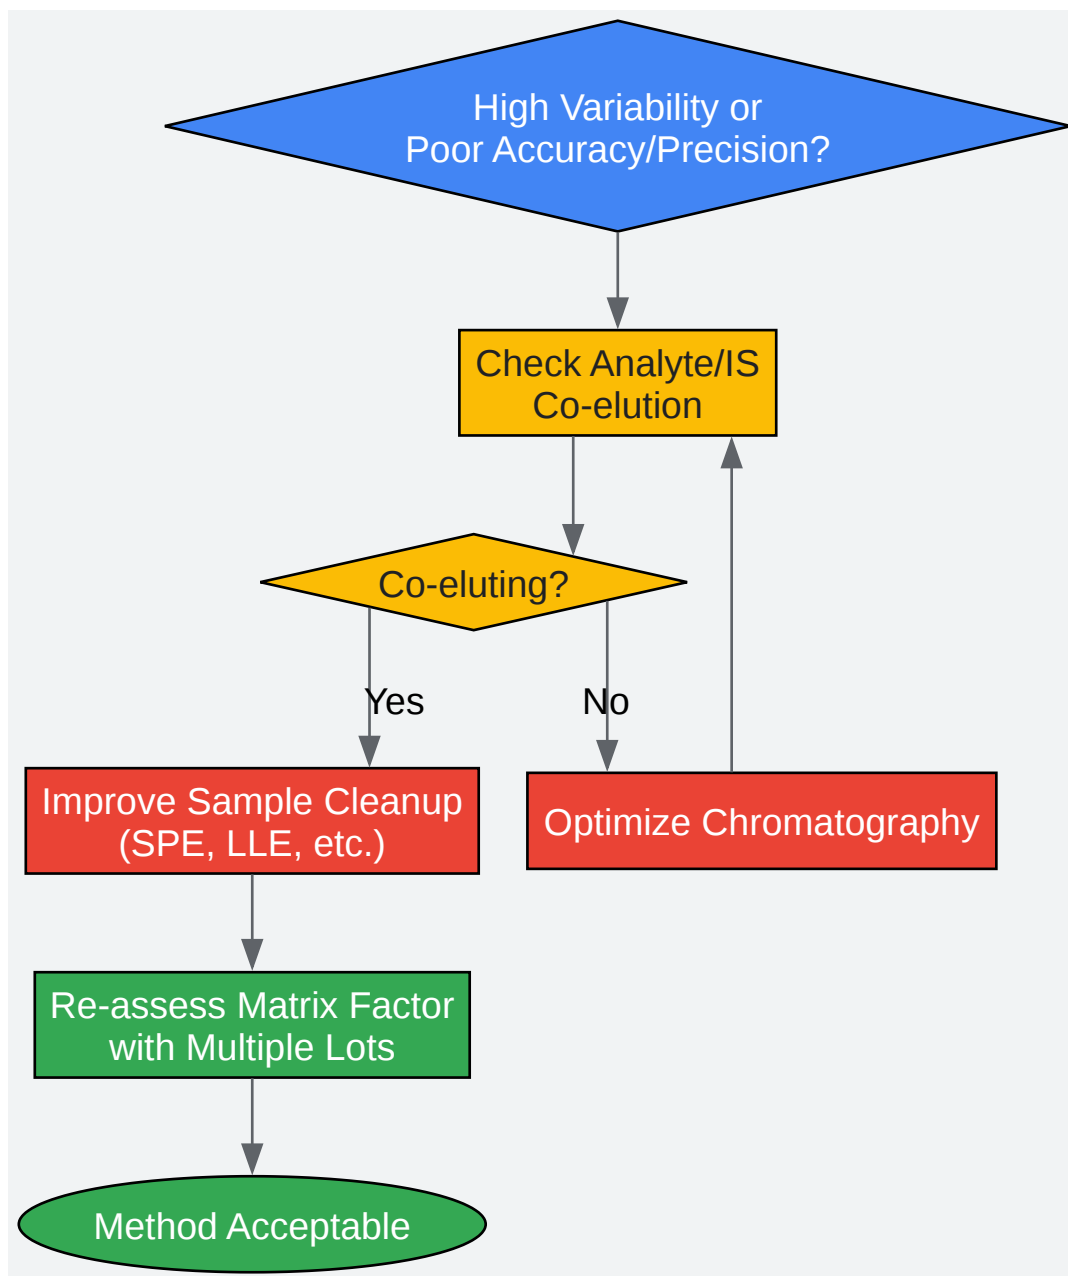 High Variability or
Poor Accuracy/Precision?
Check Analyte/IS
Co-elution
Co-eluting?
Yes
No
Improve Sample Cleanup
(SPE, LLE, etc.)
Optimize Chromatography
Re-assess Matrix Factor
with Multiple Lots
Method Acceptable